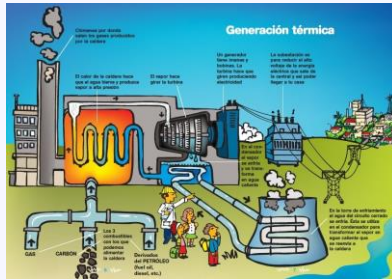 Generación térmica
Chimenea por donde
salen los gases producidos
por la caldera
El calor de la caldera hace
que el agua hierva y produzca
vapor a alta presión
El vapor hace
girar la turbina
Un generador
tiene imanes y
bobinas. La
turbina hace que
giren produciendo
electricidad
La subestación es
para reducir el alto
voltaje de la energía
eléctrica que sale de
la central y así poder
llegar a tu casa
En el con-
densador
el vapor
se enfría
y se trans-
forma
en agua
caliente
En la torre de enfriamiento
el agua del circuito cerrado
se enfría. Ésta se utiliza
en el condensador para
transformar el vapor en
agua caliente que
se reenvía a
la caldera
GAS
CARBÓN
Los 3
combustibles
con los que
podemos
alimentar la
caldera
Derivados
del PETRÓLEO
(fuel oil,
diesel, etc.)